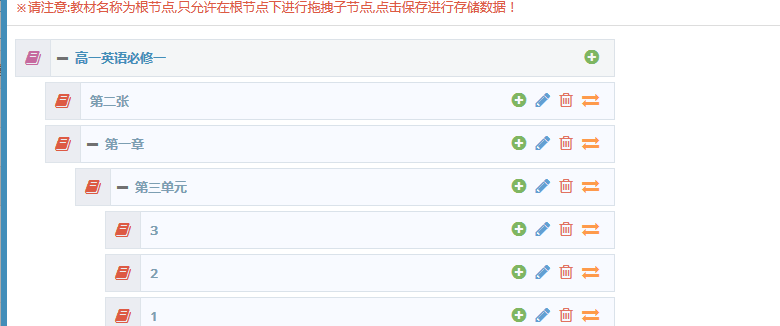 ※请注意:教材名称为根节点,只允许在根节点下进行拖拽子节点,点击保存进行存储数据！
高一英语必修一
第二张
第一章
第三单元
3
2
1